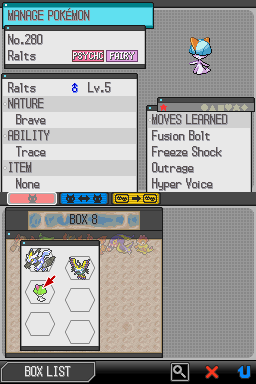 MANAGE POKéMON
No.280
Ralts PSYCHC FAIRY
Ralts ♂ Lv.5
NATURE
Brave
ABILITY
Trace
ITEM
None
MOVES LEARNED
Fusion Bolt
Freeze Shock
Outrage
Hyper Voice
BOX 8
BOX LIST